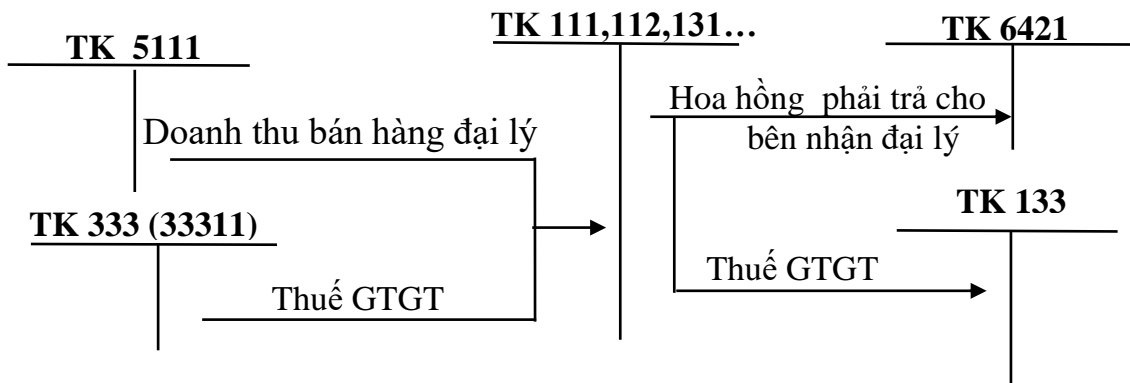 TK 5111
TK 111,112,131…
TK 6421
Doanh thu bán hàng đại lý
Hoa hồng phải trả cho
bên nhận đại lý
TK 333 (33311)
TK 133
Thuế GTGT
Thuế GTGT